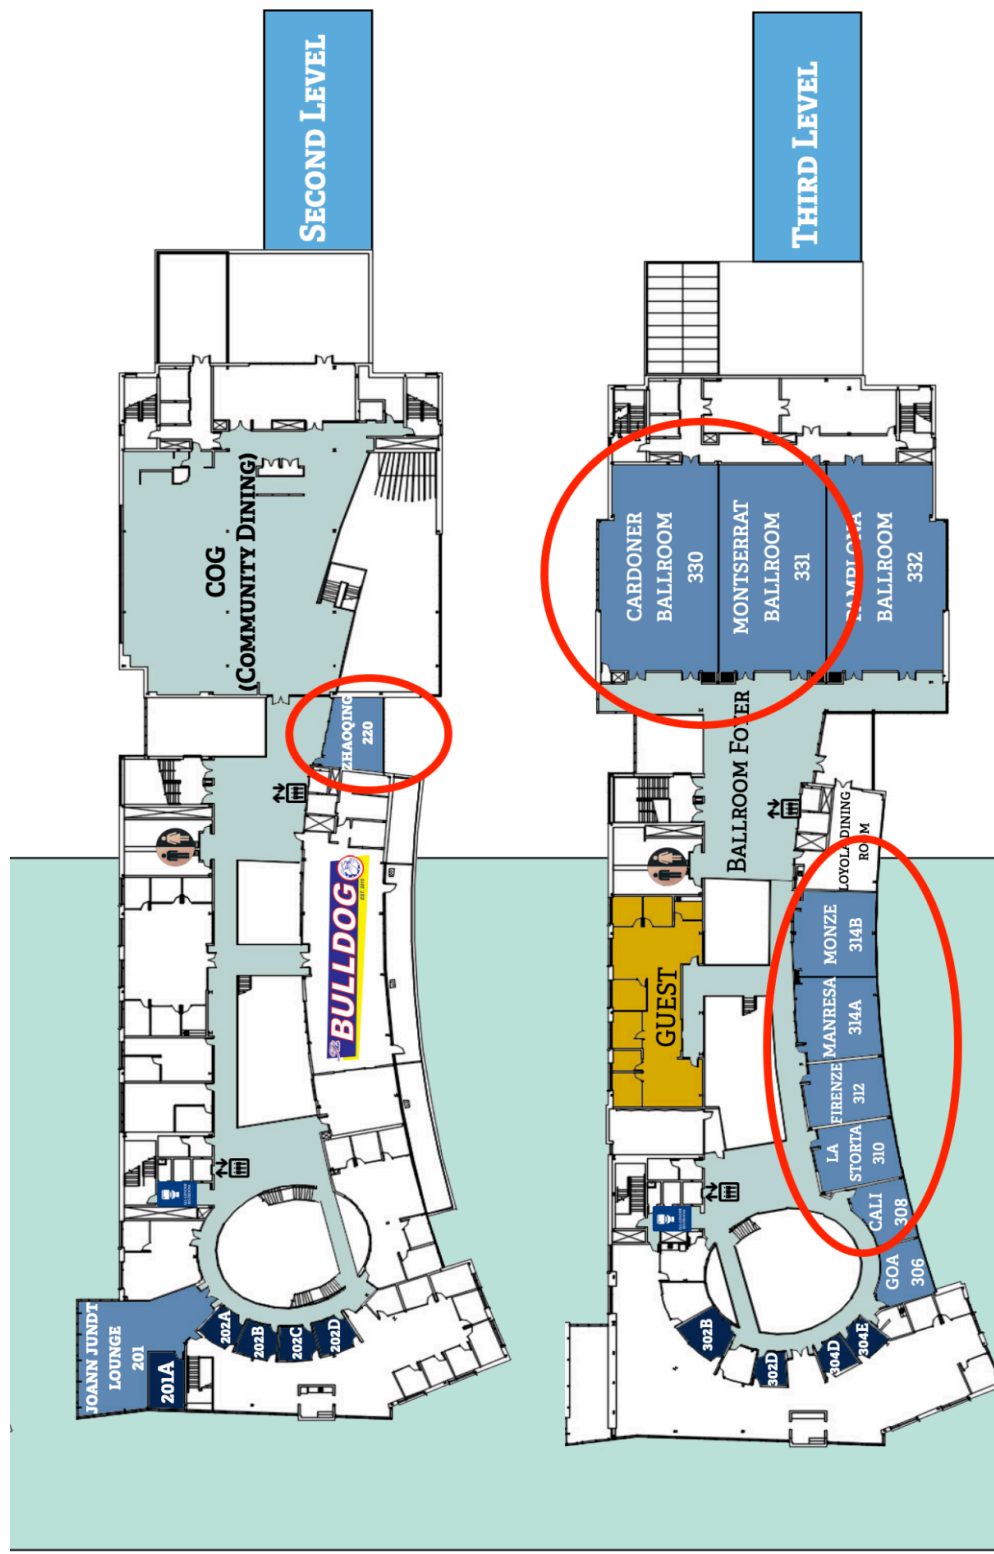 SECOND LEVEL
COG
(COMMUNITY DINING)
ZHAOQING
220
BULLDOG
JOANN JUNDT
LOUNGE
201
201A
202A
202B
202C
202D
THIRD LEVEL
CARDONER
BALLROOM
330
MONTSERRAT
BALLROOM
331
PAMPLONA
BALLROOM
332
BALLROOM FOYER
LOYOLA DINING
ROOM
GUEST
MONZE
314B
MANRESA
314A
FIRENZE
312
LA
STORTA
310
CALI
308
GOA
306
302B
302D
304D
304E